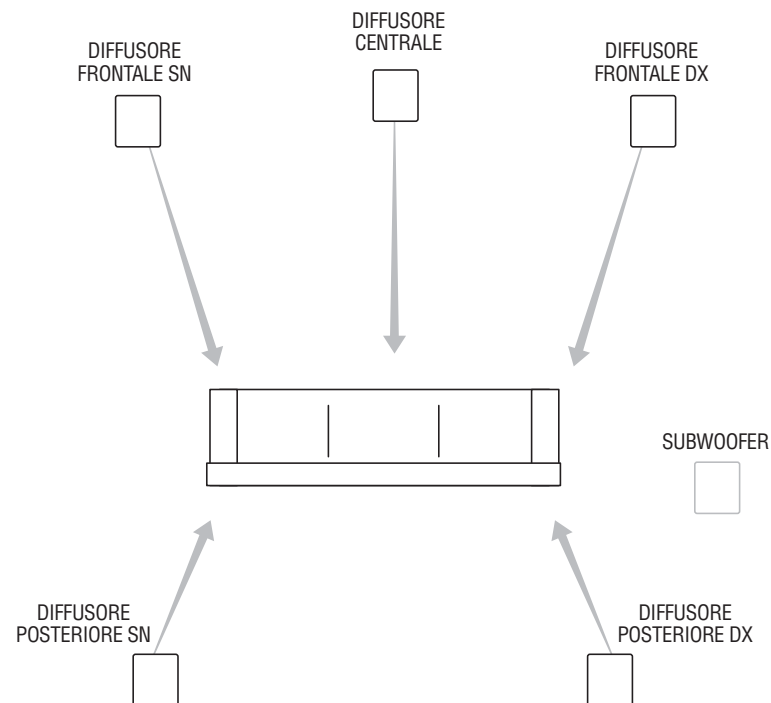 DIFFUSORE
CENTRALE
DIFFUSORE
FRONTALE SN
DIFFUSORE
FRONTALE DX
SUBWOOFER
DIFFUSORE
POSTERIORE SN
DIFFUSORE
POSTERIORE DX